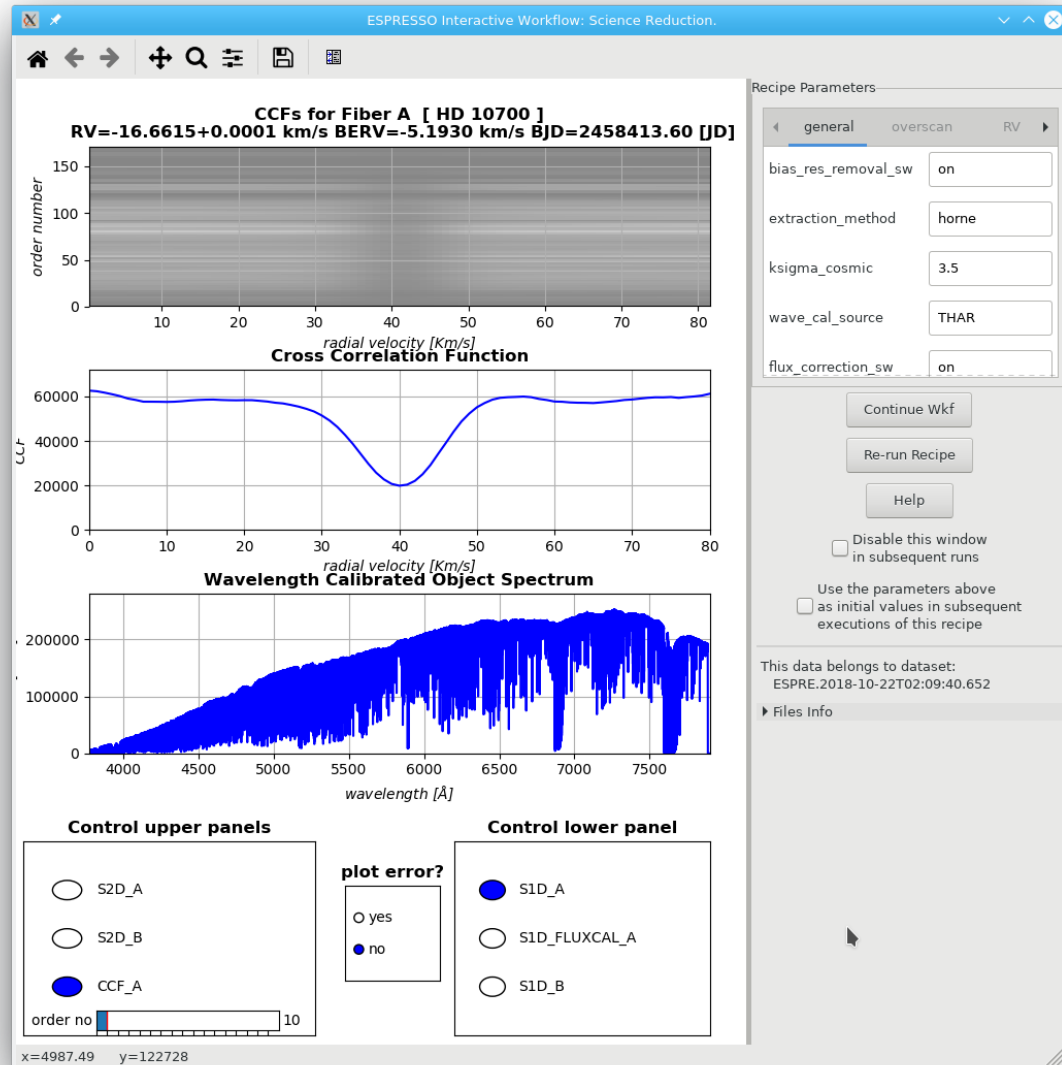 ESPRESSO Interactive Workflow: Science Reduction.
CCFs for Fiber A [ HD 10700 ]
RV=-16.6615+0.0001 km/s BERV=-5.1930 km/s BJD=2458413.60 [JD]
150
100
50
0
order number
10 20 30 40 50 60 70 80
radial velocity [Km/s]
Cross Correlation Function
60000
40000
20000
0
CCF
0 10 20 30 40 50 60 70 80
radial velocity [Km/s]
Wavelength Calibrated Object Spectrum
200000
100000
0
4000 4500 5000 5500 6000 6500 7000 7500
wavelength [Å]
Control upper panels
S2D_A
S2D_B
CCF_A
order no 10
plot error?
yes
no
Control lower panel
S1D_A
S1D_FLUXCAL_A
S1D_B
x=4987.49 y=122728
Recipe Parameters
general overscan RV
bias_res_removal_sw on
extraction_method horne
ksigma_cosmic 3.5
wave_cal_source THAR
flux_correction_sw on
Continue Wkf
Re-run Recipe
Help
Disable this window
in subsequent runs
Use the parameters above
as initial values in subsequent
executions of this recipe
This data belongs to dataset:
ESPRE.2018-10-22T02:09:40.652
Files Info